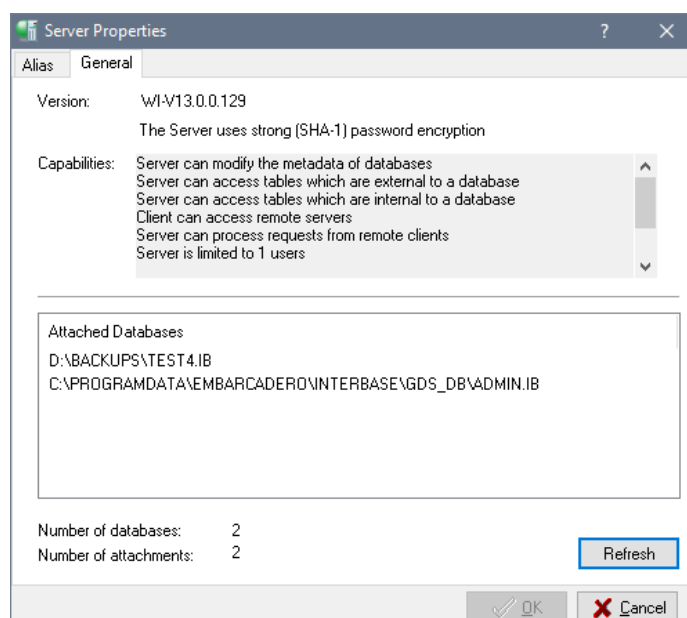 Server Properties
Alias
General
Version: WI-V13.0.0.129
The Server uses strong (SHA-1) password encryption
Capabilities: Server can modify the metadata of databases
Server can access tables which are external to a database
Server can access tables which are internal to a database
Client can access remote servers
Server can process requests from remote clients
Server is limited to 1 users
Attached Databases
D:\BACKUPS\TEST4.IB
C:\PROGRAMDATA\EMBARCADERO\INTERBASE\GDS_DB\ADMIN.IB
Number of databases: 2
Number of attachments: 2
Refresh
OK
Cancel